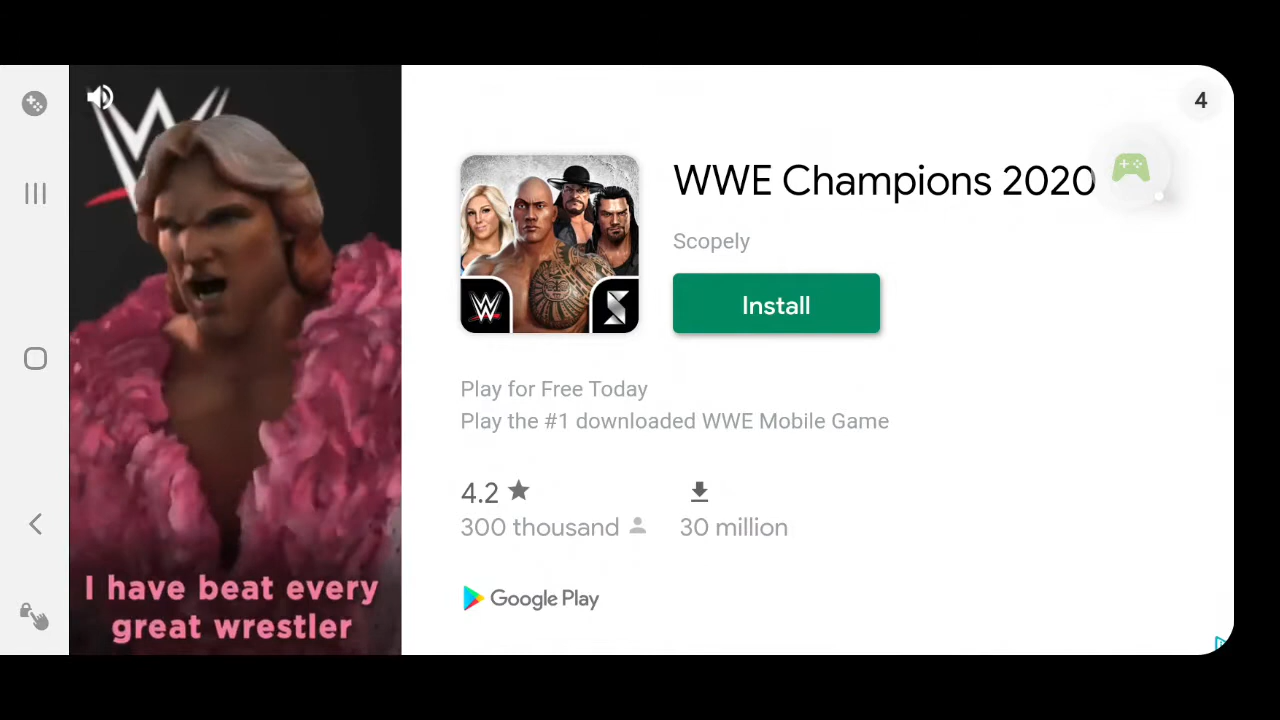 4
WWE Champions 2020
Scopely
Install
Play for Free Today
Play the #1 downloaded WWE Mobile Game
4.2
300 thousand
30 million
Google Play
I have beat every
great wrestler